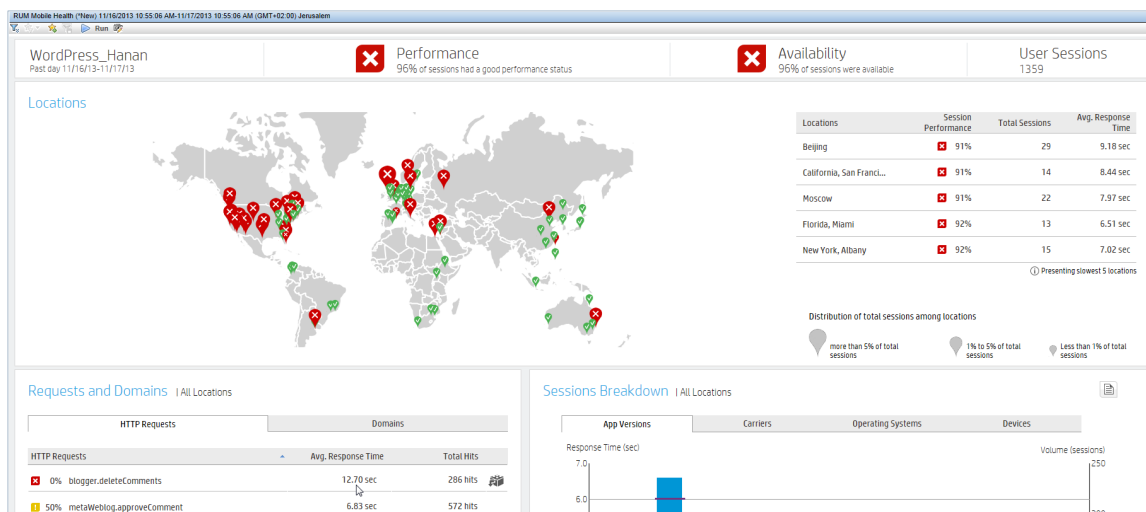 RUM Mobile Health (*New) 11/16/2013 10:55:06 AM-11/17/2013 10:55:06 AM (GMT+02:00) Jerusalem
Run
WordPress_Hanan
Past day 11/16/13-11/17/13
Performance
96% of sessions had a good performance status
Availability
96% of sessions were available
User Sessions
1359
Locations
Locations Session Performance Total Sessions Avg. Response Time
Beijing 91% 29 9.18 sec
California, San Franci... 91% 14 8.44 sec
Moscow 91% 22 7.97 sec
Florida, Miami 92% 13 6.51 sec
New York, Albany 92% 15 7.02 sec
Presenting slowest 5 locations
Distribution of total sessions among locations
more than 5% of total sessions
1% to 5% of total sessions
Less than 1% of total sessions
Requests and Domains | All Locations
HTTP Requests Domains
HTTP Requests Avg. Response Time Total Hits
0% blogger.deleteComments 12.70 sec 286 hits
50% metaWeblog.approveComment 6.83 sec 572 hits
Sessions Breakdown | All Locations
App Versions Carriers Operating Systems Devices
Response Time (sec) Volume (sessions)
7.0 250
6.0
200